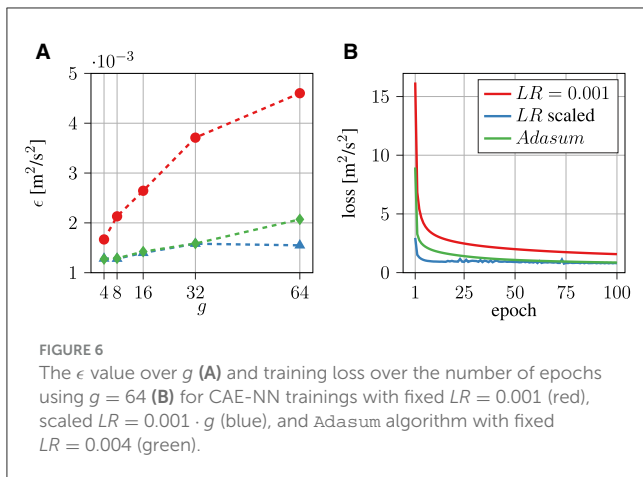 A
·10⁻³
5
4
3
2
1
ϵ [m²/s²]
4 8 16 32 64
g
B
15
10
5
0
loss [m²/s²]
LR = 0.001
LR scaled
Adasum
1 25 50 75 100
epoch
FIGURE 6
The ϵ value over g (A) and training loss over the number of epochs
using g = 64 (B) for CAE-NN trainings with fixed LR = 0.001 (red),
scaled LR = 0.001 · g (blue), and Adasum algorithm with fixed
LR = 0.004 (green).